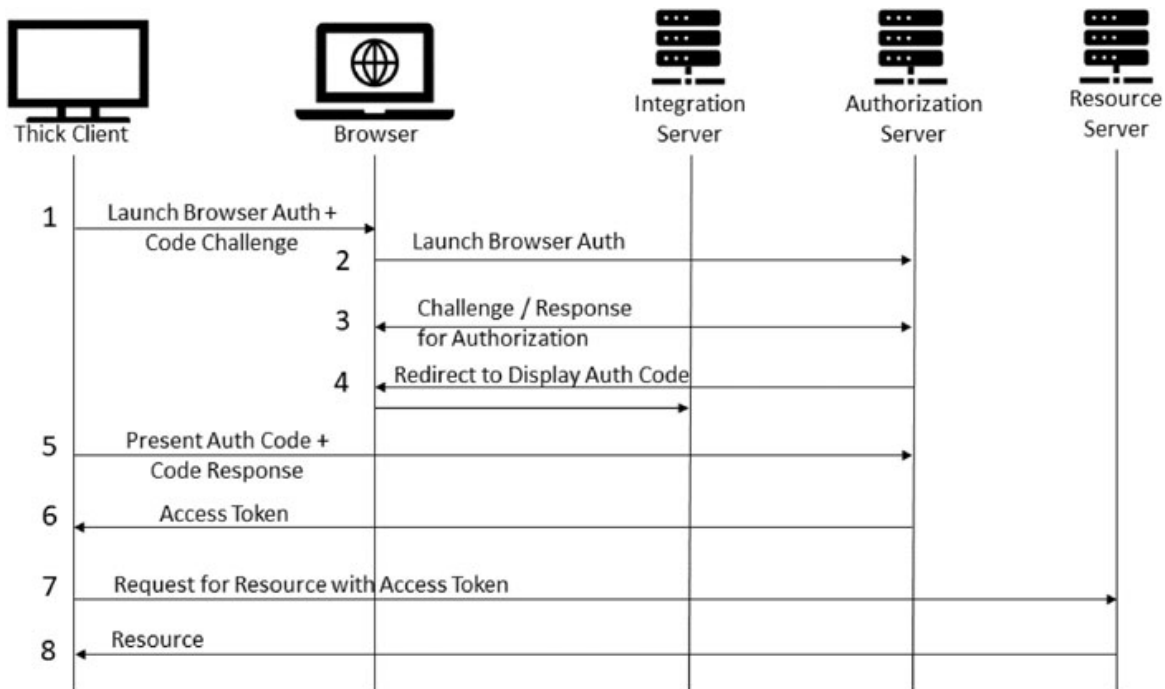 Thick Client
Browser
Integration
Server
Authorization
Server
Resource
Server
1
Launch Browser Auth +
Code Challenge
2
Launch Browser Auth
3
Challenge / Response
for Authorization
4
Redirect to Display Auth Code
5
Present Auth Code +
Code Response
6
Access Token
7
Request for Resource with Access Token
8
Resource